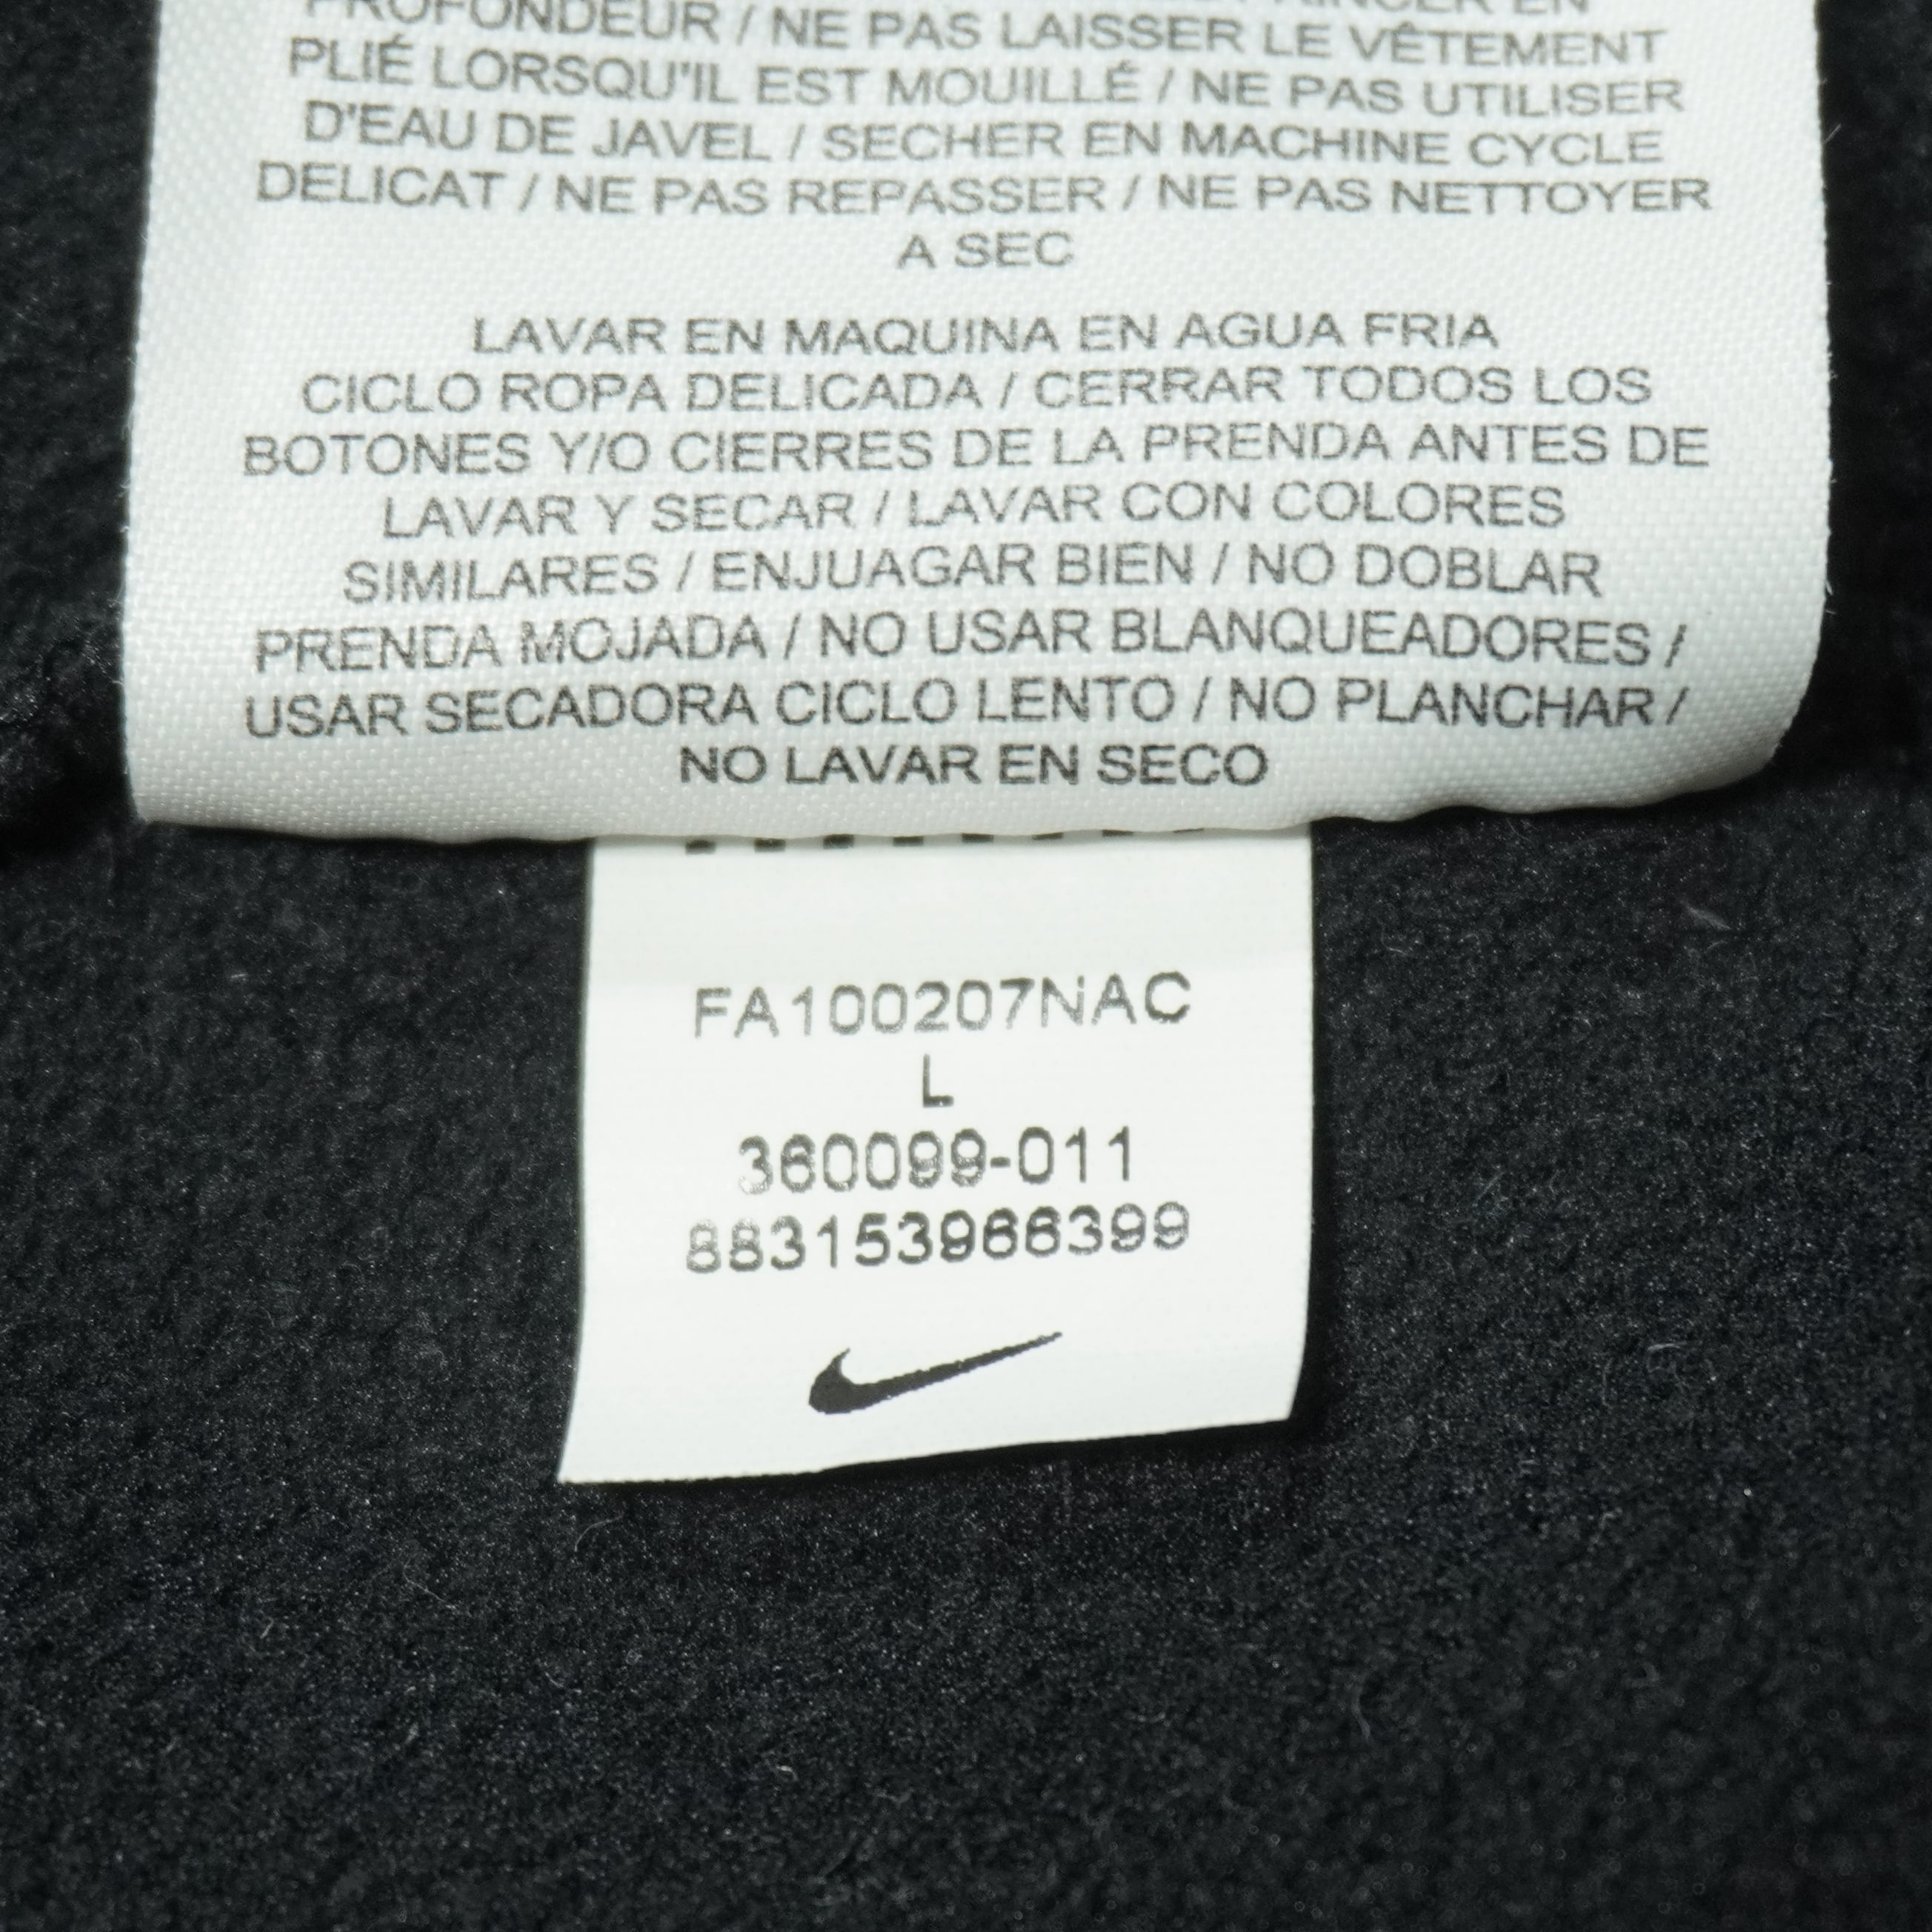 PROFONDEUR / NE PAS LAISSER LE VÊTEMENT
PLIÉ LORSQU'IL EST MOUILLÉ / NE PAS UTILISER
D'EAU DE JAVEL / SECHER EN MACHINE CYCLE
DELICAT / NE PAS REPASSER / NE PAS NETTOYER
A SEC
LAVAR EN MAQUINA EN AGUA FRIA
CICLO ROPA DELICADA / CERRAR TODOS LOS
BOTONES Y/O CIERRES DE LA PRENDA ANTES DE
LAVAR Y SECAR / LAVAR CON COLORES
SIMILARES / ENJUAGAR BIEN / NO DOBLAR
PRENDA MOJADA / NO USAR BLANQUEADORES /
USAR SECADORA CICLO LENTO / NO PLANCHAR /
NO LAVAR EN SECO
FA100207NAC
L
360099-011
883153966399